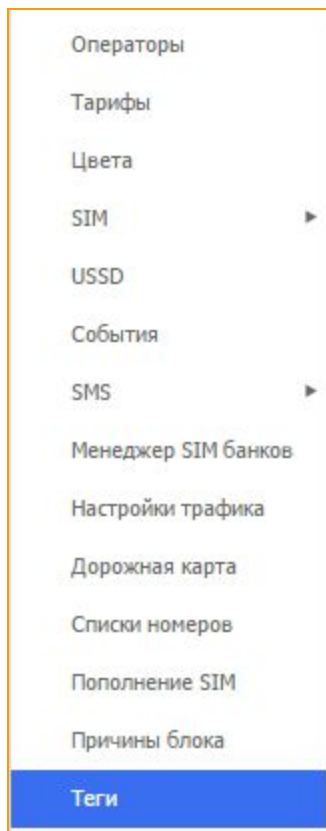 Операторы
Тарифы
Цвета
SIM
USSD
События
SMS
Менеджер SIM банков
Настройки трафика
Дорожная карта
Списки номеров
Пополнение SIM
Причины блока
Теги